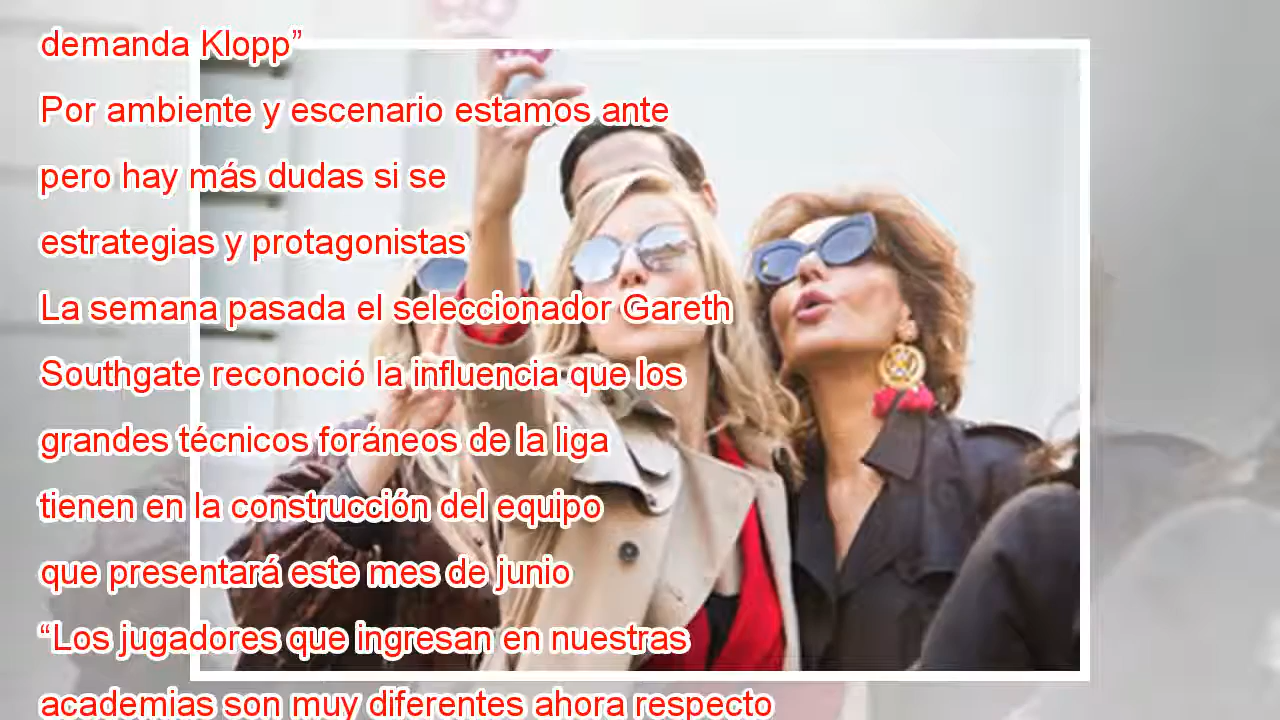 demanda Klopp”
Por ambiente y escenario estamos ante
pero hay más dudas si se
estrategias y protagonistas
La semana pasada el seleccionador Gareth
Southgate reconoció la influencia que los
grandes técnicos foráneos de la liga
tienen en la construcción del equipo
que presentará este mes de junio
“Los jugadores que ingresan en nuestras
academias son muy diferentes ahora respecto